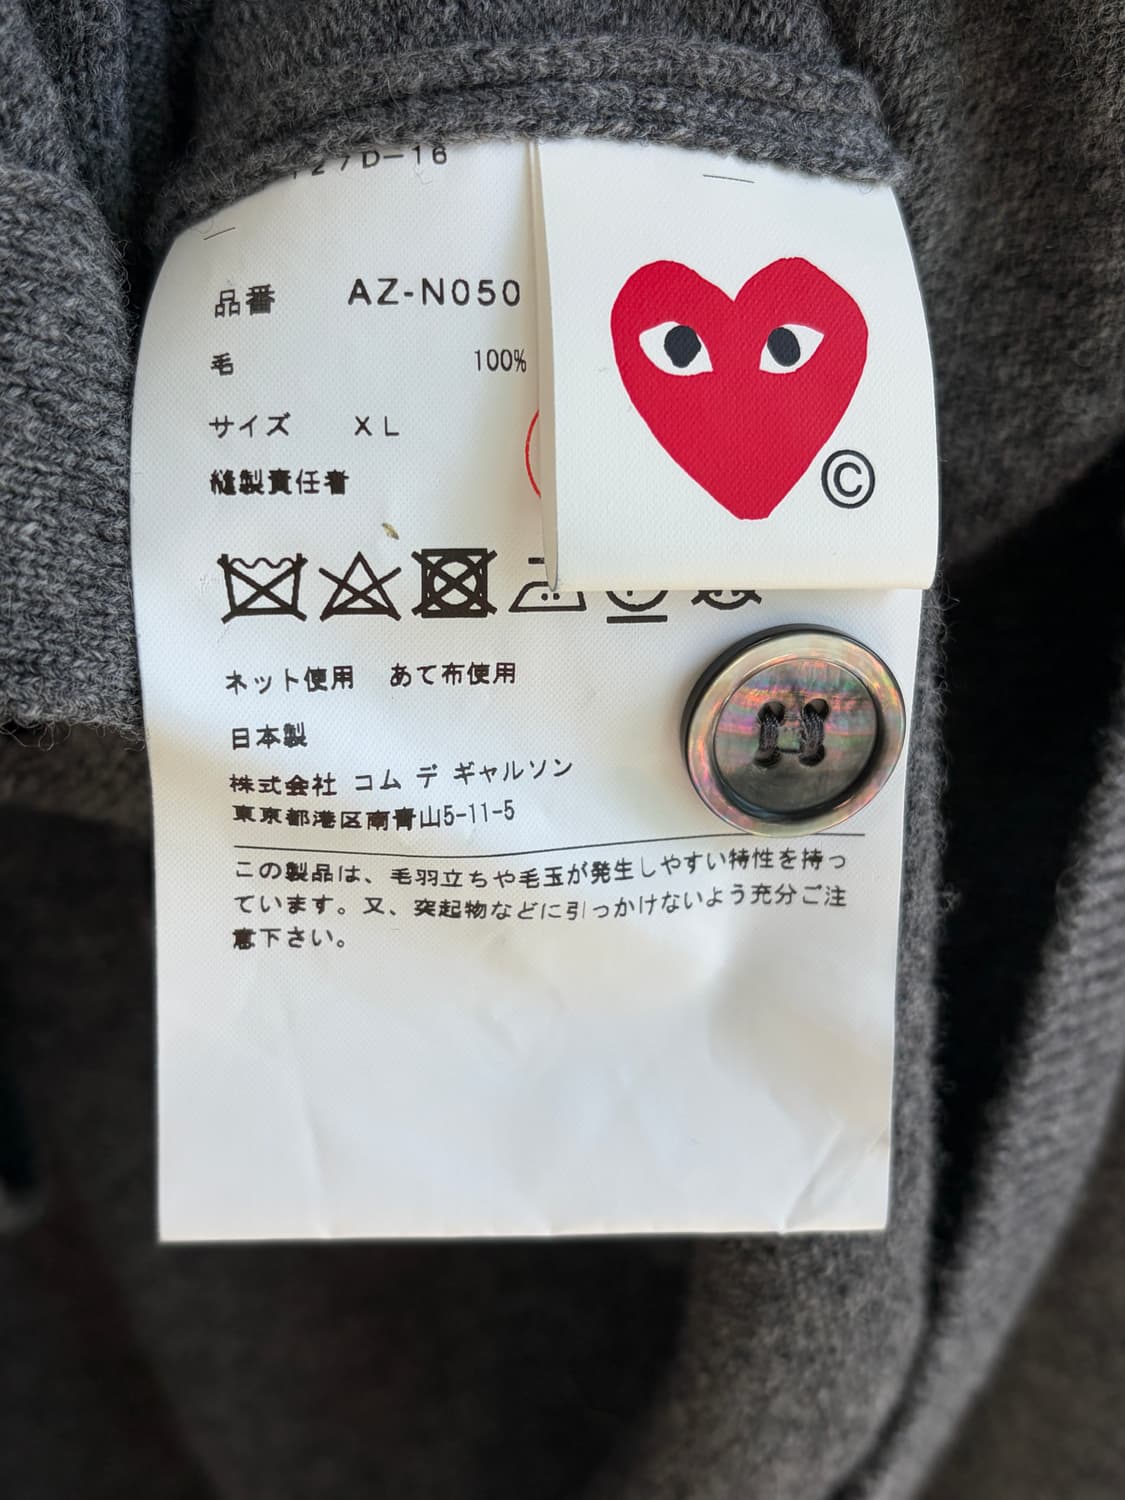 27D-16
品番 AZ-N050
毛 100%
サイズ XL
縫製責任者
ネット使用 あて布使用
日本製
株式会社 コム デ ギャルソン
東京都港区南青山5-11-5
この製品は、毛羽立ちや毛玉が発生しやすい特性を持っ
ています。又、突起物などに引っかけないよう充分ご注
意下さい。
©